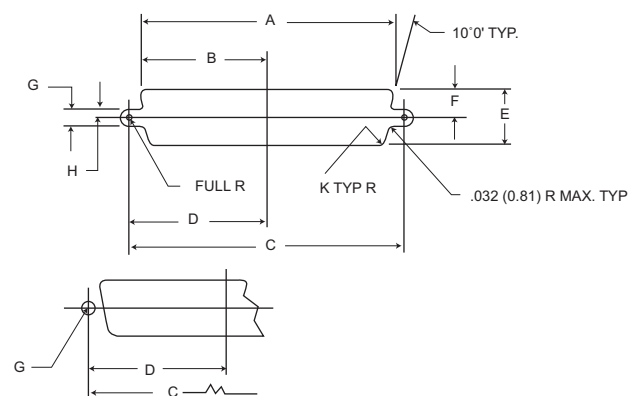 A
10°0' TYP.
B
G
F
E
H
FULL R
K TYP R
.032 (0.81) R MAX. TYP
D
C
G
D
C